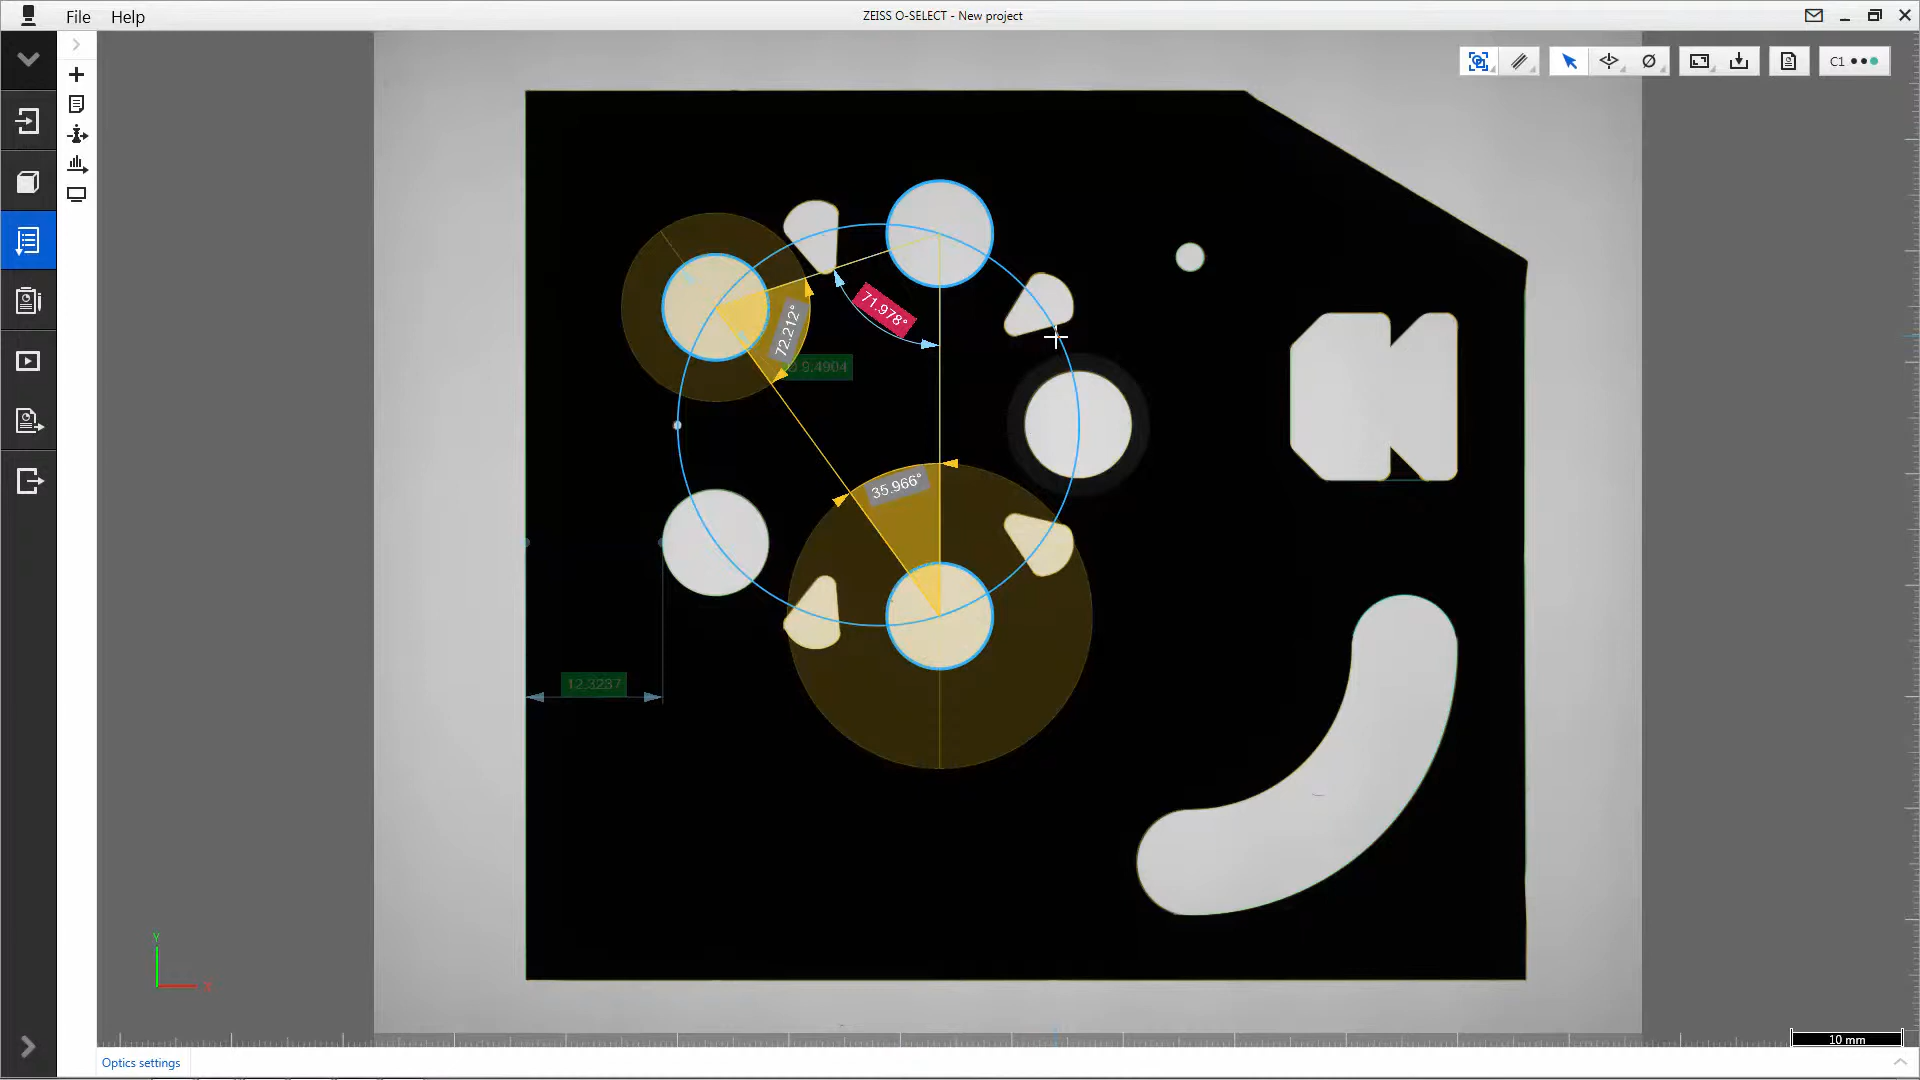 File Help
ZEISS O-SELECT - New project
C1
71.978°
72.212°
9.4904
35.966°
12.3237
Y
X
10 mm
Optics settings